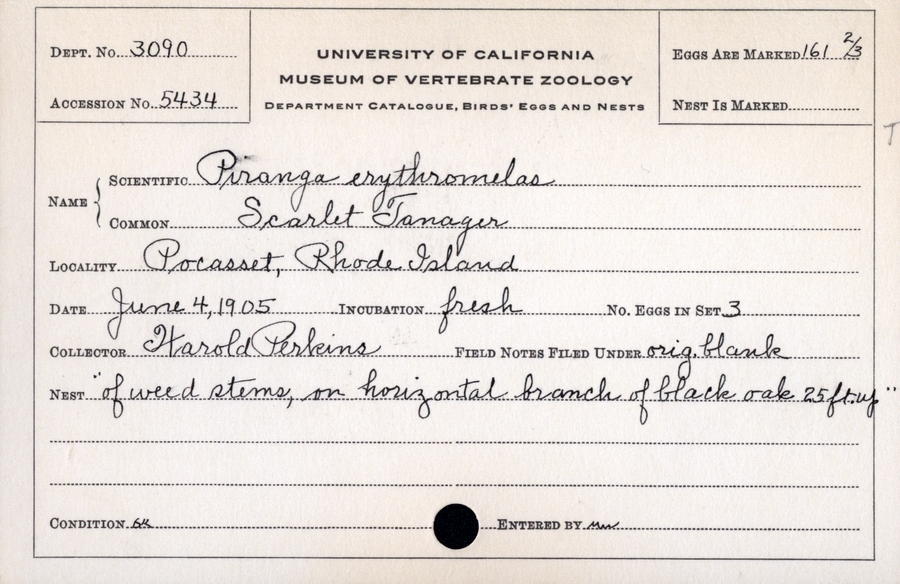 DEPT. No. 3090
UNIVERSITY OF CALIFORNIA
MUSEUM OF VERTEBRATE ZOOLOGY
DEPARTMENT CATALOGUE, BIRDS' EGGS AND NESTS
EGGS ARE MARKED 161 2/3
ACCESSION No. 5434
NEST IS MARKED
T
NAME
SCIENTIFIC Piranga erythromelas
COMMON Scarlet Tanager
LOCALITY Pocasset, Rhode Island
DATE June 4, 1905 INCUBATION fresh No. EGGS IN SET 3
COLLECTOR Harold Perkins FIELD NOTES FILED UNDER orig. blank
NEST "of weed stems, on horizontal branch of black oak 25 ft. up"
CONDITION
ENTERED BY